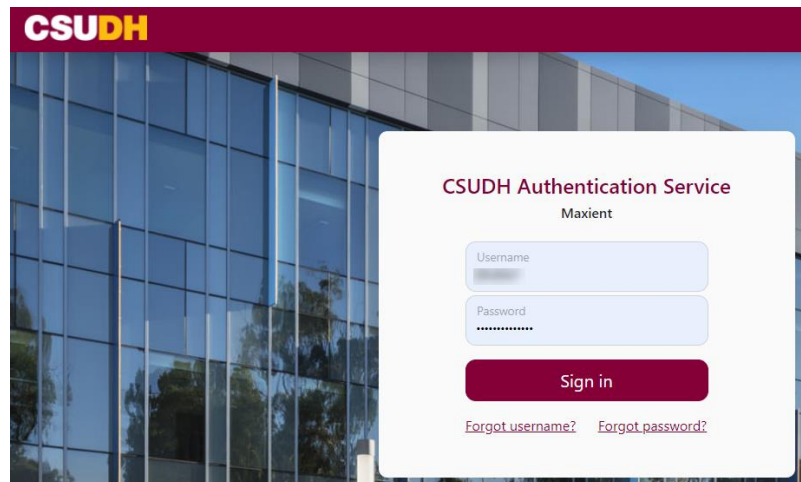 CSUDH
CSUDH Authentication Service
Maxient
Username
Password
Sign in
Forgot username? Forgot password?